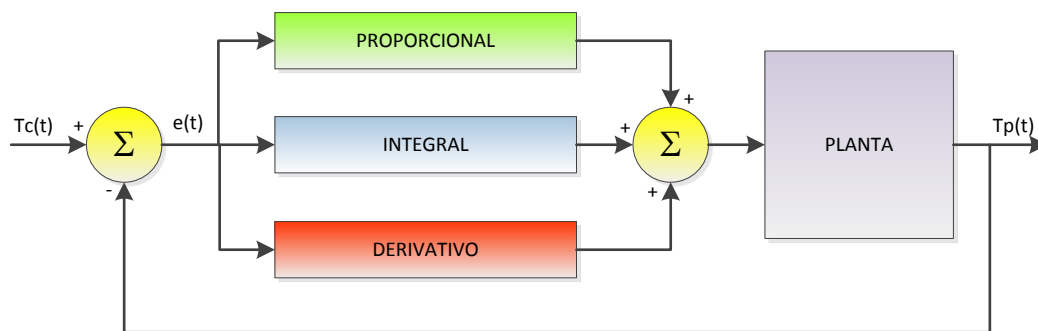 PROPORCIONAL
Tc(t)
+
Σ
e(t)
-
INTEGRAL
DERIVATIVO
+
+
+
Σ
PLANTA
Tp(t)